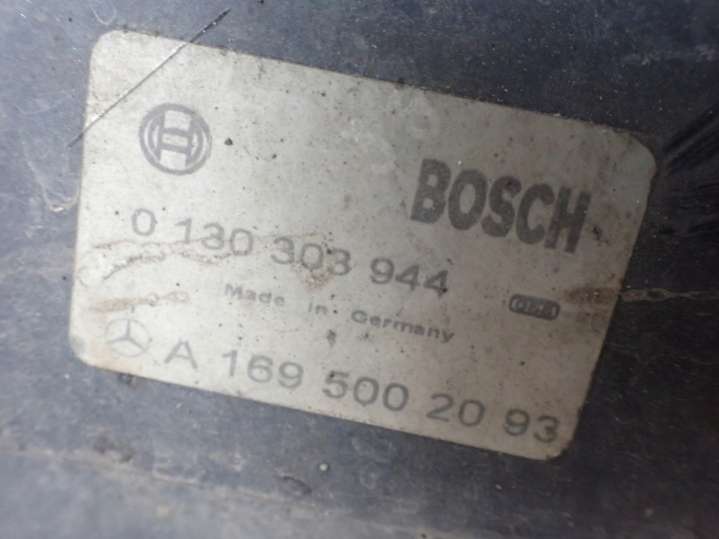 BOSCH
0 130 303 944
Made in Germany
A 169 500 20 93